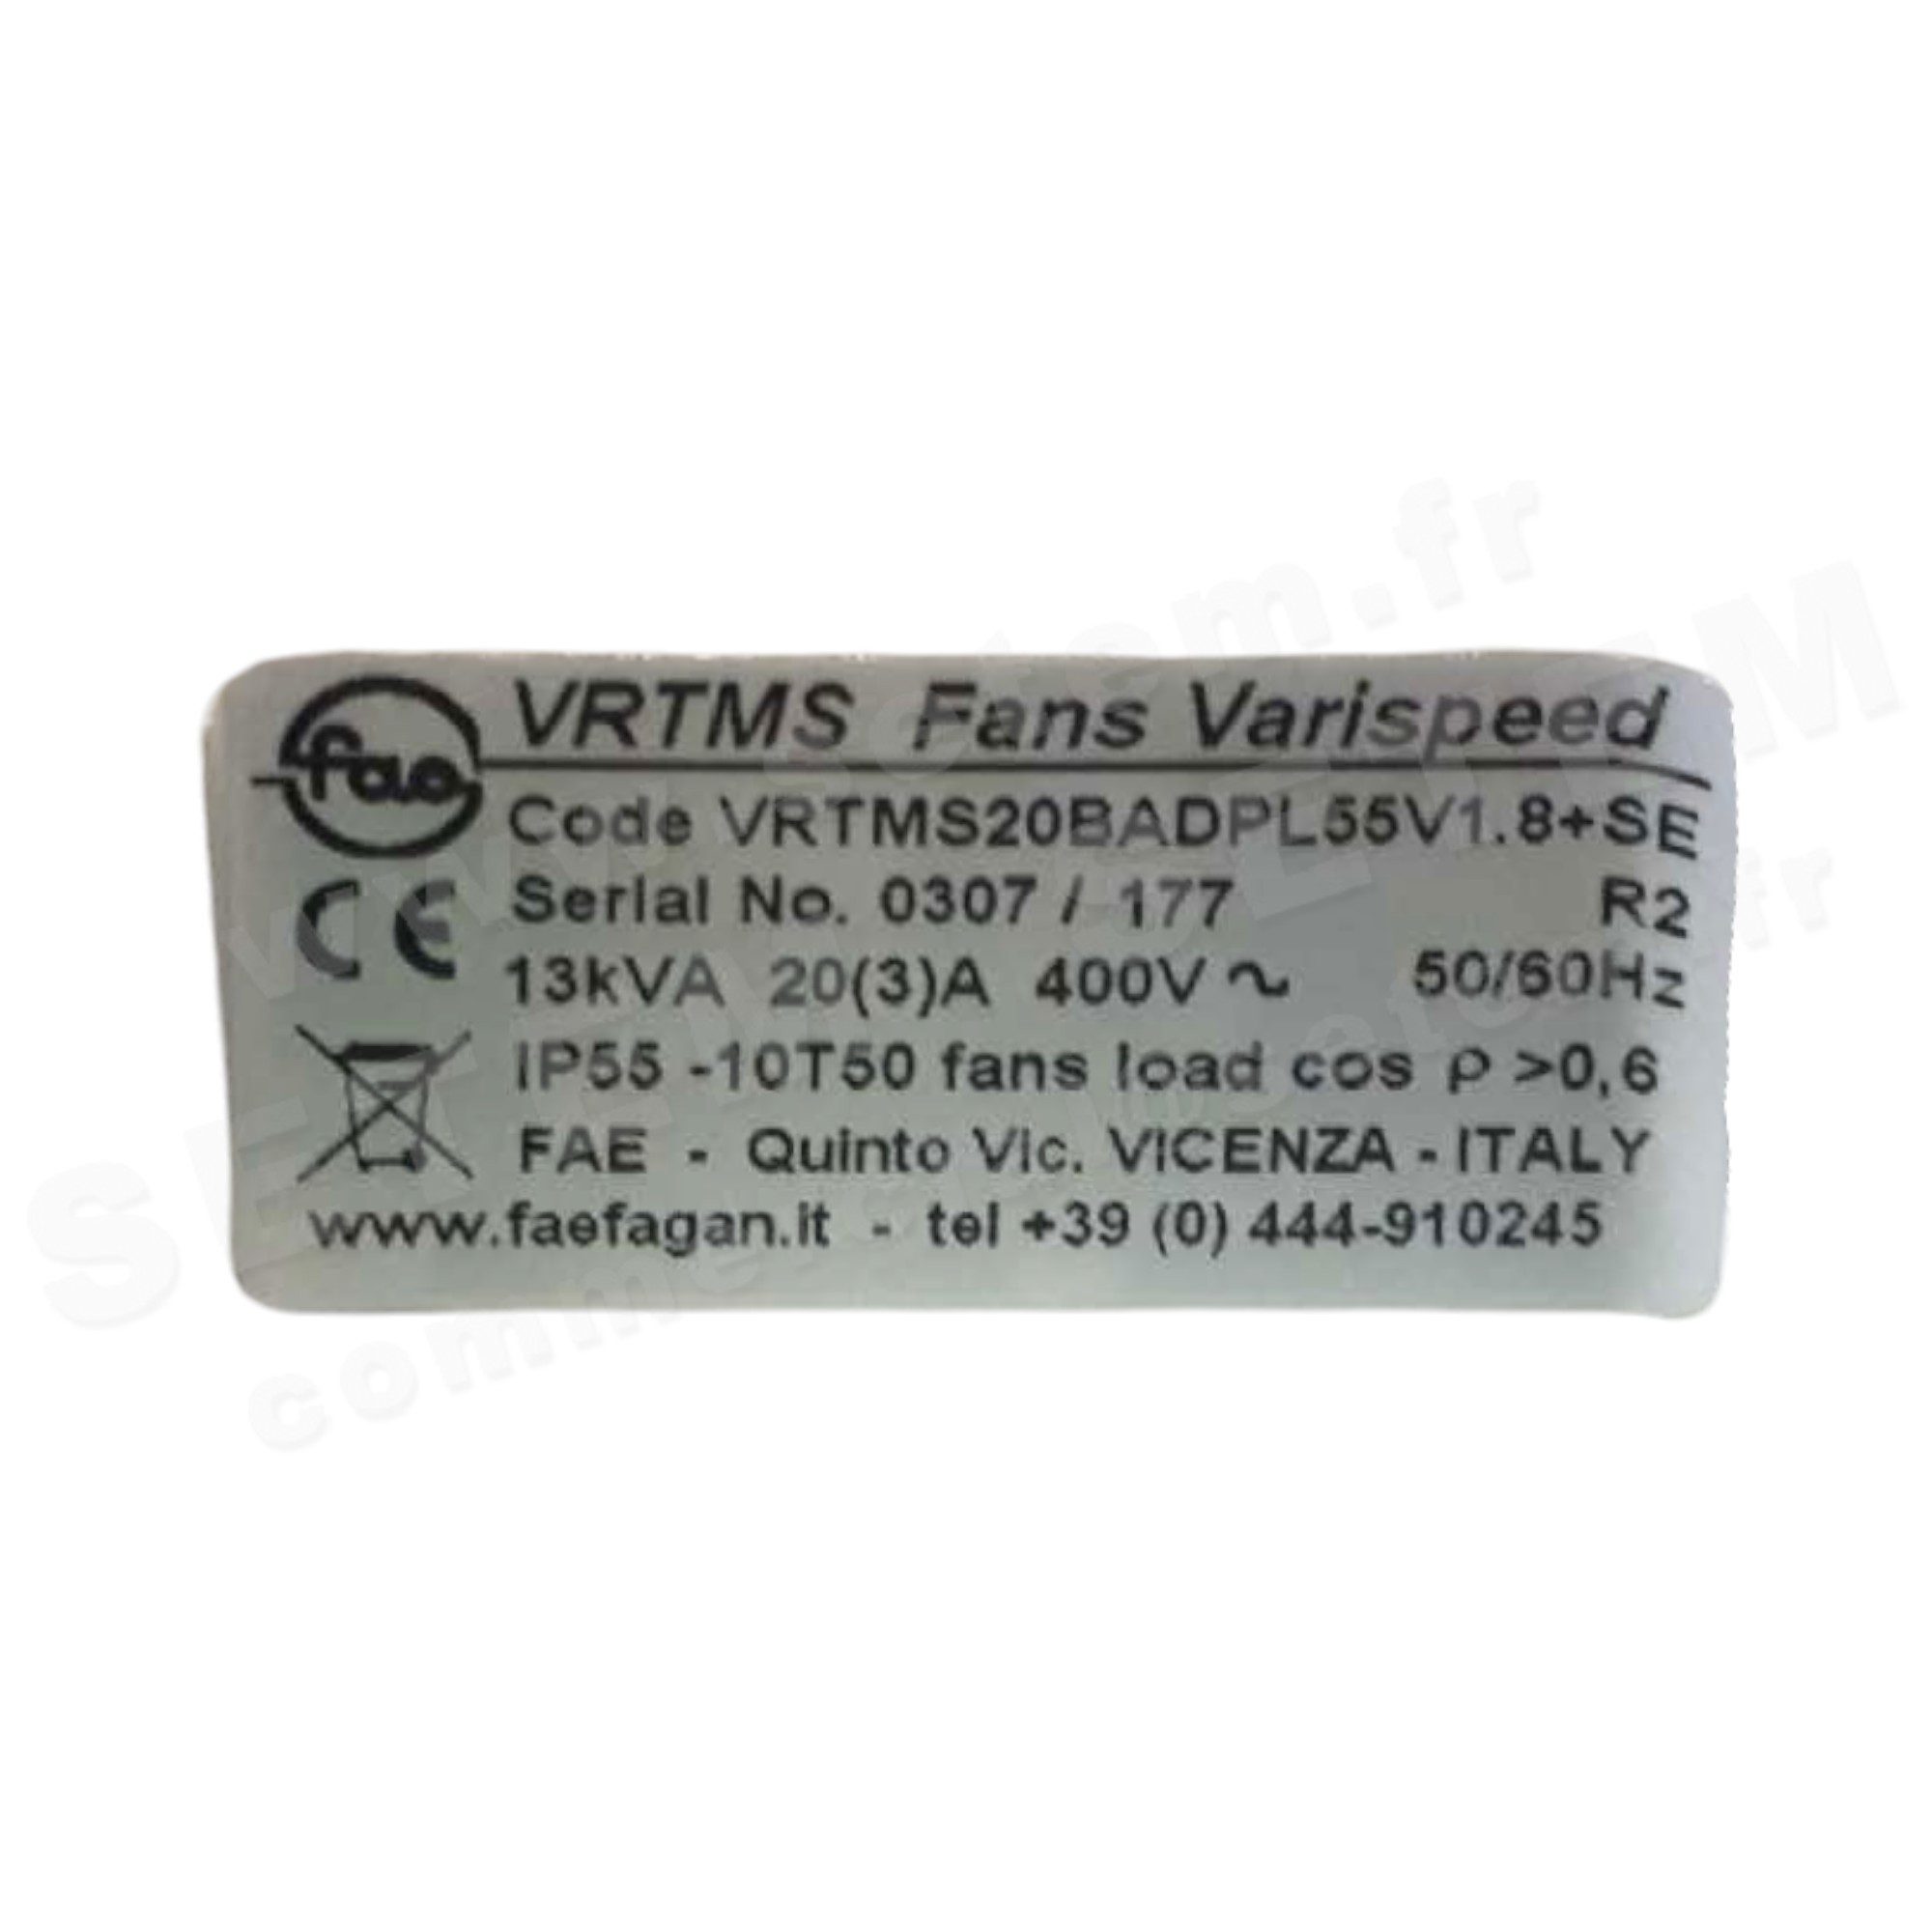 fae
VRTMS Fans Varispeed
Code VRTMS20BADPL55V1.8+SE
CE
Serial No. 0307 / 177 R2
13kVA 20(3)A 400V ~ 50/60Hz
IP55 -10T50 fans load cos ρ >0,6
FAE - Quinto Vic. VICENZA - ITALY
www.faefagan.it - tel +39 (0) 444-910245